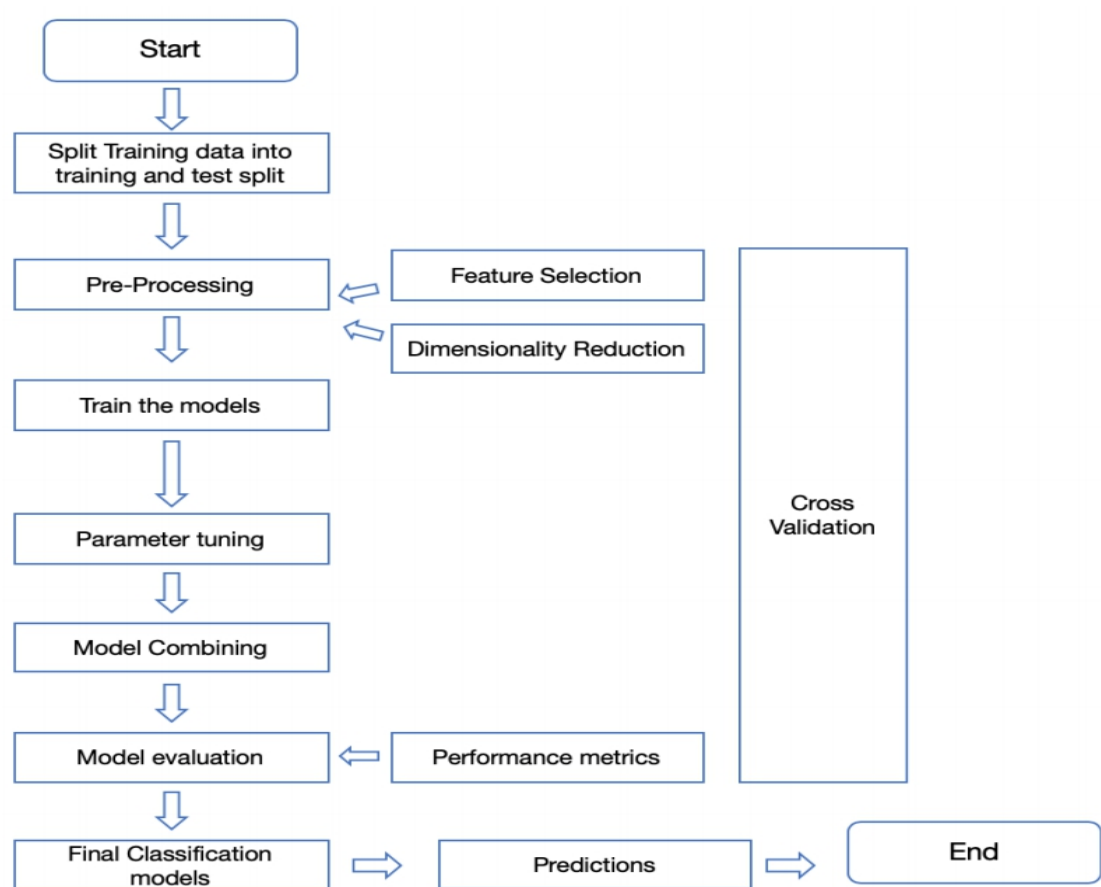 Start
Split Training data into
training and test split
Pre-Processing
Feature Selection
Dimensionality Reduction
Train the models
Cross
Validation
Parameter tuning
Model Combining
Model evaluation
Performance metrics
Final Classification
models
Predictions
End